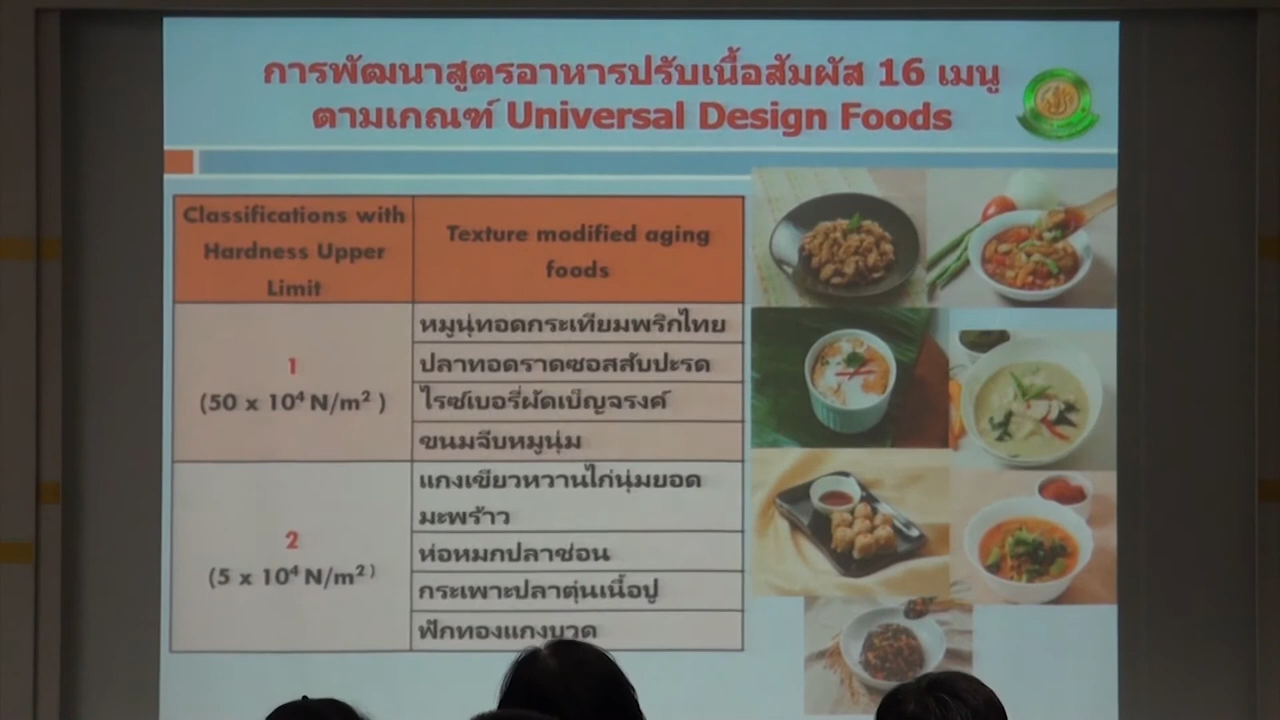 การพัฒนาสูตรอาหารปรับเนื้อสัมผัส 16 เมนู
ตามเกณฑ์ Universal Design Foods
Classifications with
Hardness Upper
Limit
Texture modified aging
foods
1
(50 x 10⁴ N/m²)
หมูนุ่ทอดกระเทียมพริกไทย
ปลาทอดราดซอสสับปะรด
ไรซ์เบอรี่ผัดเบ็ญจรงค์
ขนมจีบหมูนุ่ม
2
(5 x 10⁴ N/m²)
แกงเขียวหวานไก่นุ่มยอด
มะพร้าว
ห่อหมกปลาช่อน
กระเพาะปลาตุ๋นเนื้อปู
ฟักทองแกงบวด